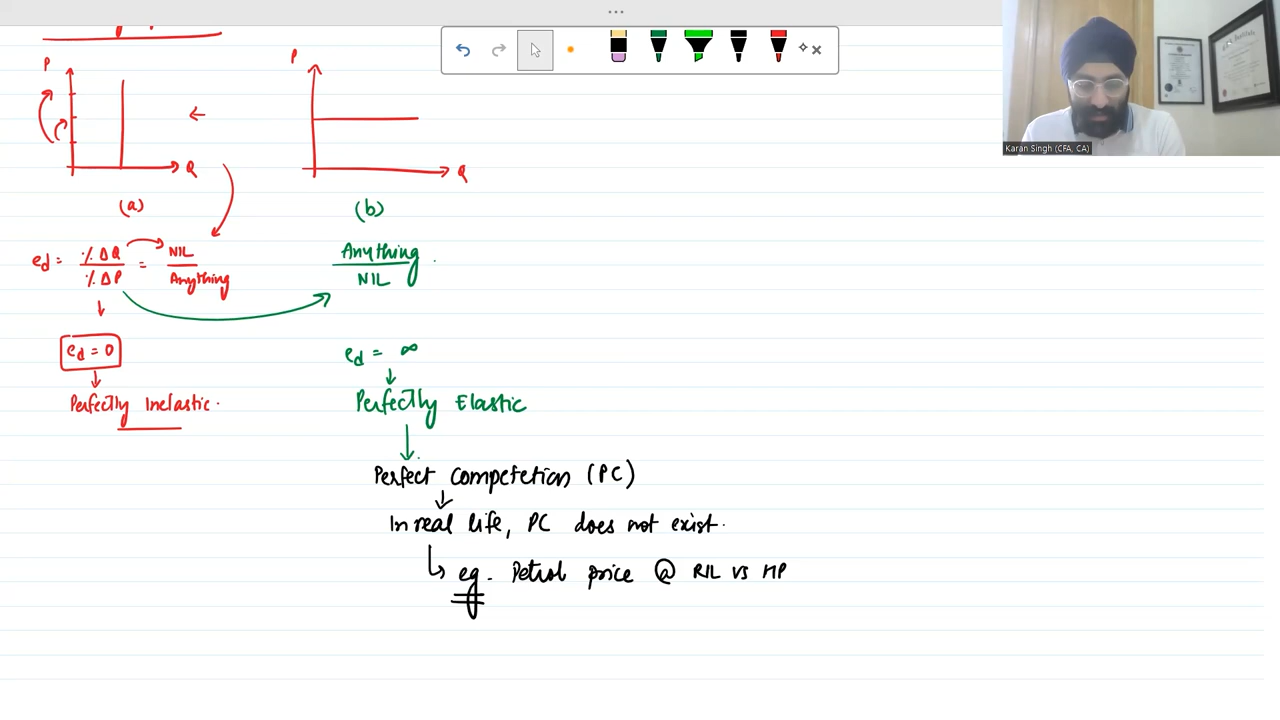 P
Q
P
Q
(a)
(b)
ed = % ΔQ / % ΔP = NIL / Anything
Anything / NIL
ed = 0
ed = ∞
Perfectly Inelastic.
Perfectly Elastic
Perfect Competetion (PC)
In real life, PC does not exist.
eg. Petrol price @ RIL vs HP
Karan Singh (CFA, CA)